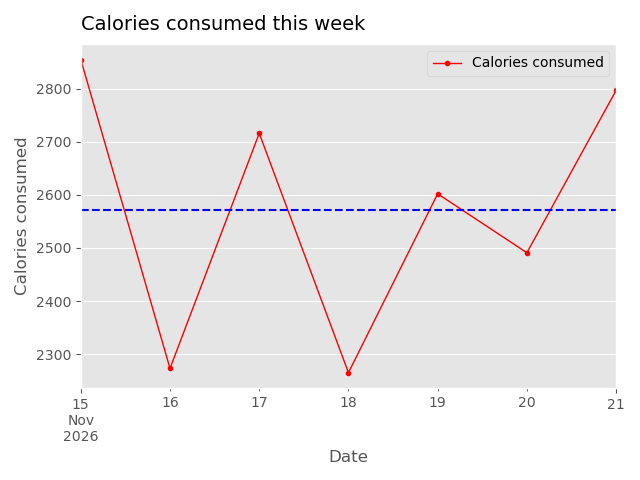 Calories consumed this week
Calories consumed
Calories consumed
2800
2700
2600
2500
2400
2300
15
Nov
2026
16
17
18
19
20
21
Date